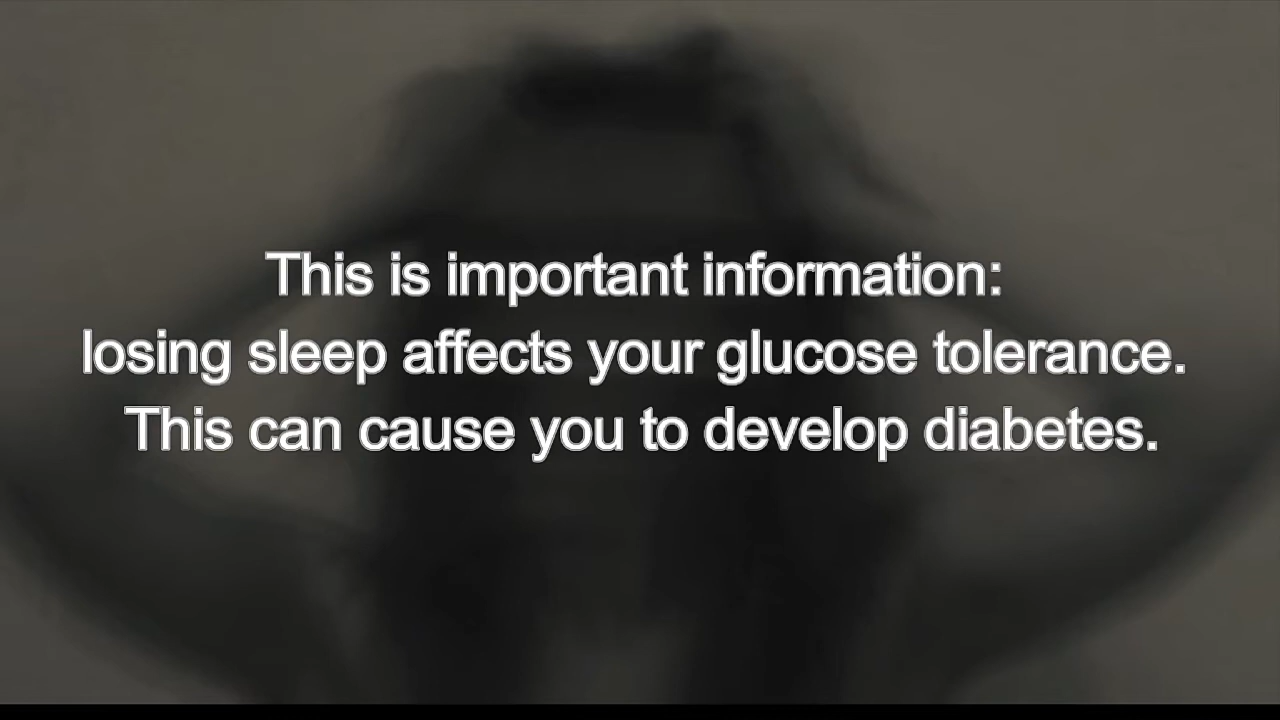 This is important information:
losing sleep affects your glucose tolerance.
This can cause you to develop diabetes.